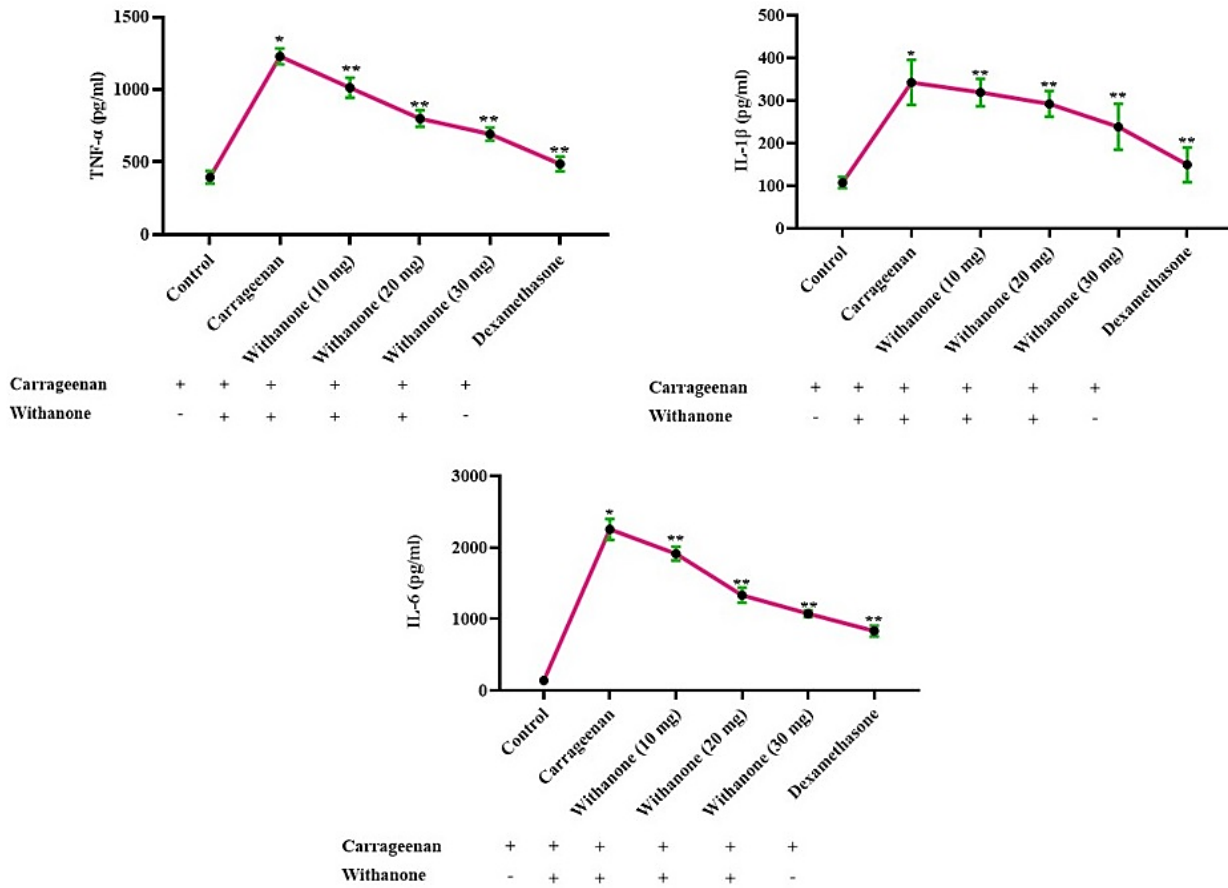 TNF-α (pg/ml)
1500
1000
500
0
*
**
**
**
**
Control
Carrageenan
Withanone (10 mg)
Withanone (20 mg)
Withanone (30 mg)
Dexamethasone
Carrageenan + + + + + +
Withanone - + + + + -
IL-1β (pg/ml)
500
400
300
200
100
0
*
**
**
**
**
Control
Carrageenan
Withanone (10 mg)
Withanone (20 mg)
Withanone (30 mg)
Dexamethasone
Carrageenan + + + + + +
Withanone - + + + + -
IL-6 (pg/ml)
3000
2000
1000
0
*
**
**
**
**
Control
Carrageenan
Withanone (10 mg)
Withanone (20 mg)
Withanone (30 mg)
Dexamethasone
Carrageenan + + + + + +
Withanone - + + + + -